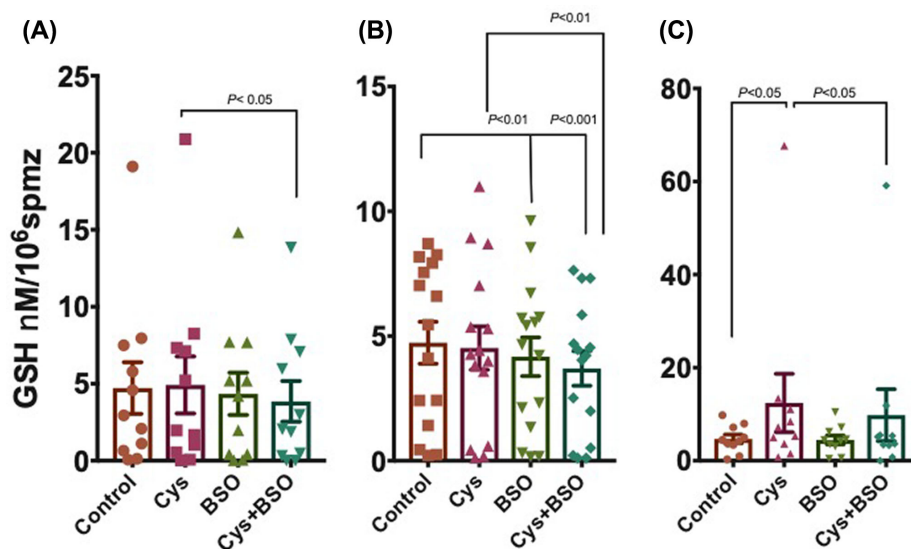 (A)
(B)
(C)
GSH nM/10⁶spmz
25
20
15
10
5
0
P< 0.05
Control
Cys
BSO
Cys+BSO
15
10
5
0
P<0.01
P<0.01
P<0.001
Control
Cys
BSO
Cys+BSO
80
60
40
20
0
P<0.05
P<0.05
Control
Cys
BSO
Cys+BSO